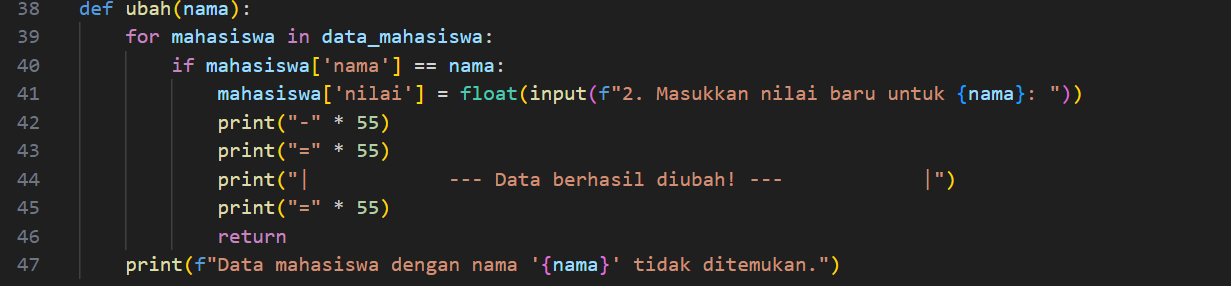 38 def ubah(nama):
39     for mahasiswa in data_mahasiswa:
40         if mahasiswa['nama'] == nama:
41             mahasiswa['nilai'] = float(input(f"2. Masukkan nilai baru untuk {nama}: "))
42             print("-" * 55)
43             print("=" * 55)
44             print("|            --- Data berhasil diubah! ---            |")
45             print("=" * 55)
46             return
47     print(f"Data mahasiswa dengan nama '{nama}' tidak ditemukan.")